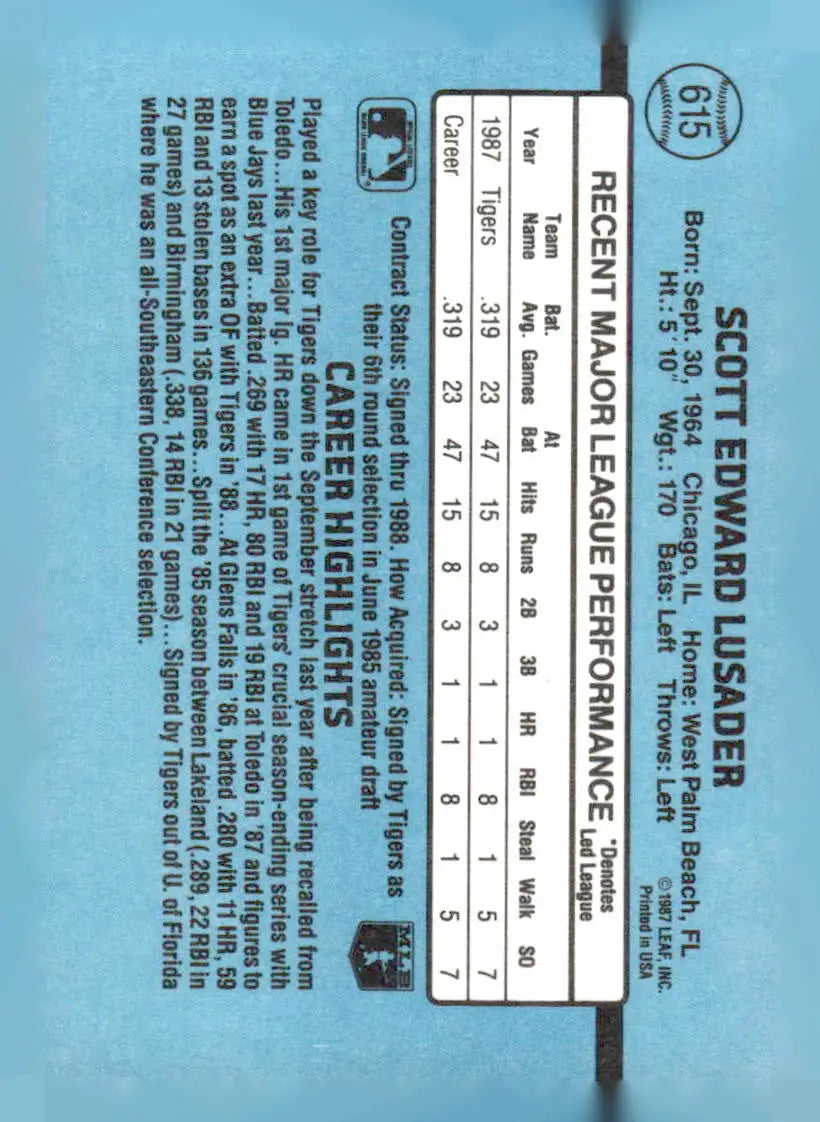 615
SCOTT EDWARD LUSADER
Born: Sept. 30, 1964 Chicago, IL Home: West Palm Beach, FL
Ht.: 5′10″ Wgt.: 170 Bats: Left Throws: Left
© 1987 LEAF, INC.
Printed in USA
RECENT MAJOR LEAGUE PERFORMANCE *Denotes
Led League
Team Bat. At
Year Name Avg. Games Bat Hits Runs 2B 3B HR RBI Steal Walk SO
1987 Tigers .319 23 47 15 8 3 1 1 8 1 5 7
Career .319 23 47 15 8 3 1 1 8 1 5 7
Contract Status: Signed thru 1988. How Acquired: Signed by Tigers as
their 6th round selection in June 1985 amateur draft
MLB
CAREER HIGHLIGHTS
Played a key role for Tigers down the September stretch last year after being recalled from
Toledo...His 1st major lg. HR came in 1st game of Tigers' crucial season-ending series with
Blue Jays last year...Batted .269 with 17 HR, 80 RBI and 19 RBI at Toledo in '87 and figures to
earn a spot as an extra OF with Tigers in '88...At Glens Falls in '86, batted .280 with 11 HR, 59
RBI and 13 stolen bases in 136 games...Split the '85 season between Lakeland (.289, 22 RBI in
27 games) and Birmingham (.338, 14 RBI in 21 games)...Signed by Tigers out of U. of Florida
where he was an all-Southeastern Conference selection.